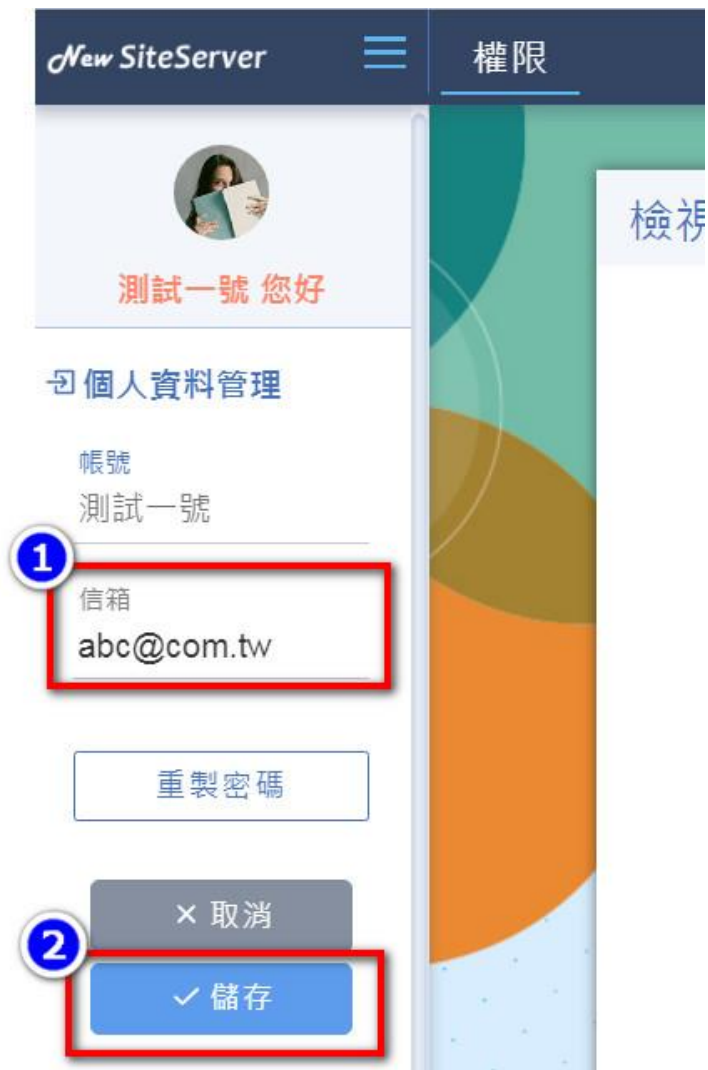 New SiteServer
權限
檢視
測試一號 您好
個人資料管理
帳號
測試一號
1
信箱
abc@com.tw
重製密碼
× 取消
2
✓ 儲存